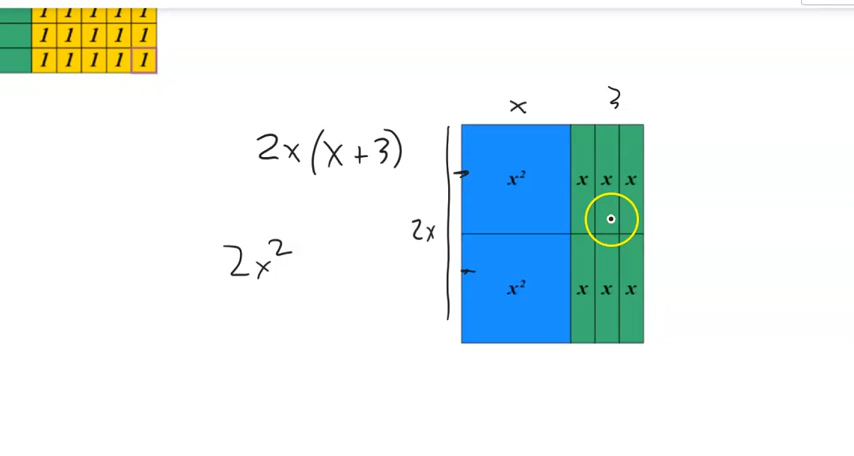 1 1 1 1 1
1 1 1 1 1
1 1 1 1 1
x 3
2x(x+3)
x² x x x
2x
2x²
x² x x x